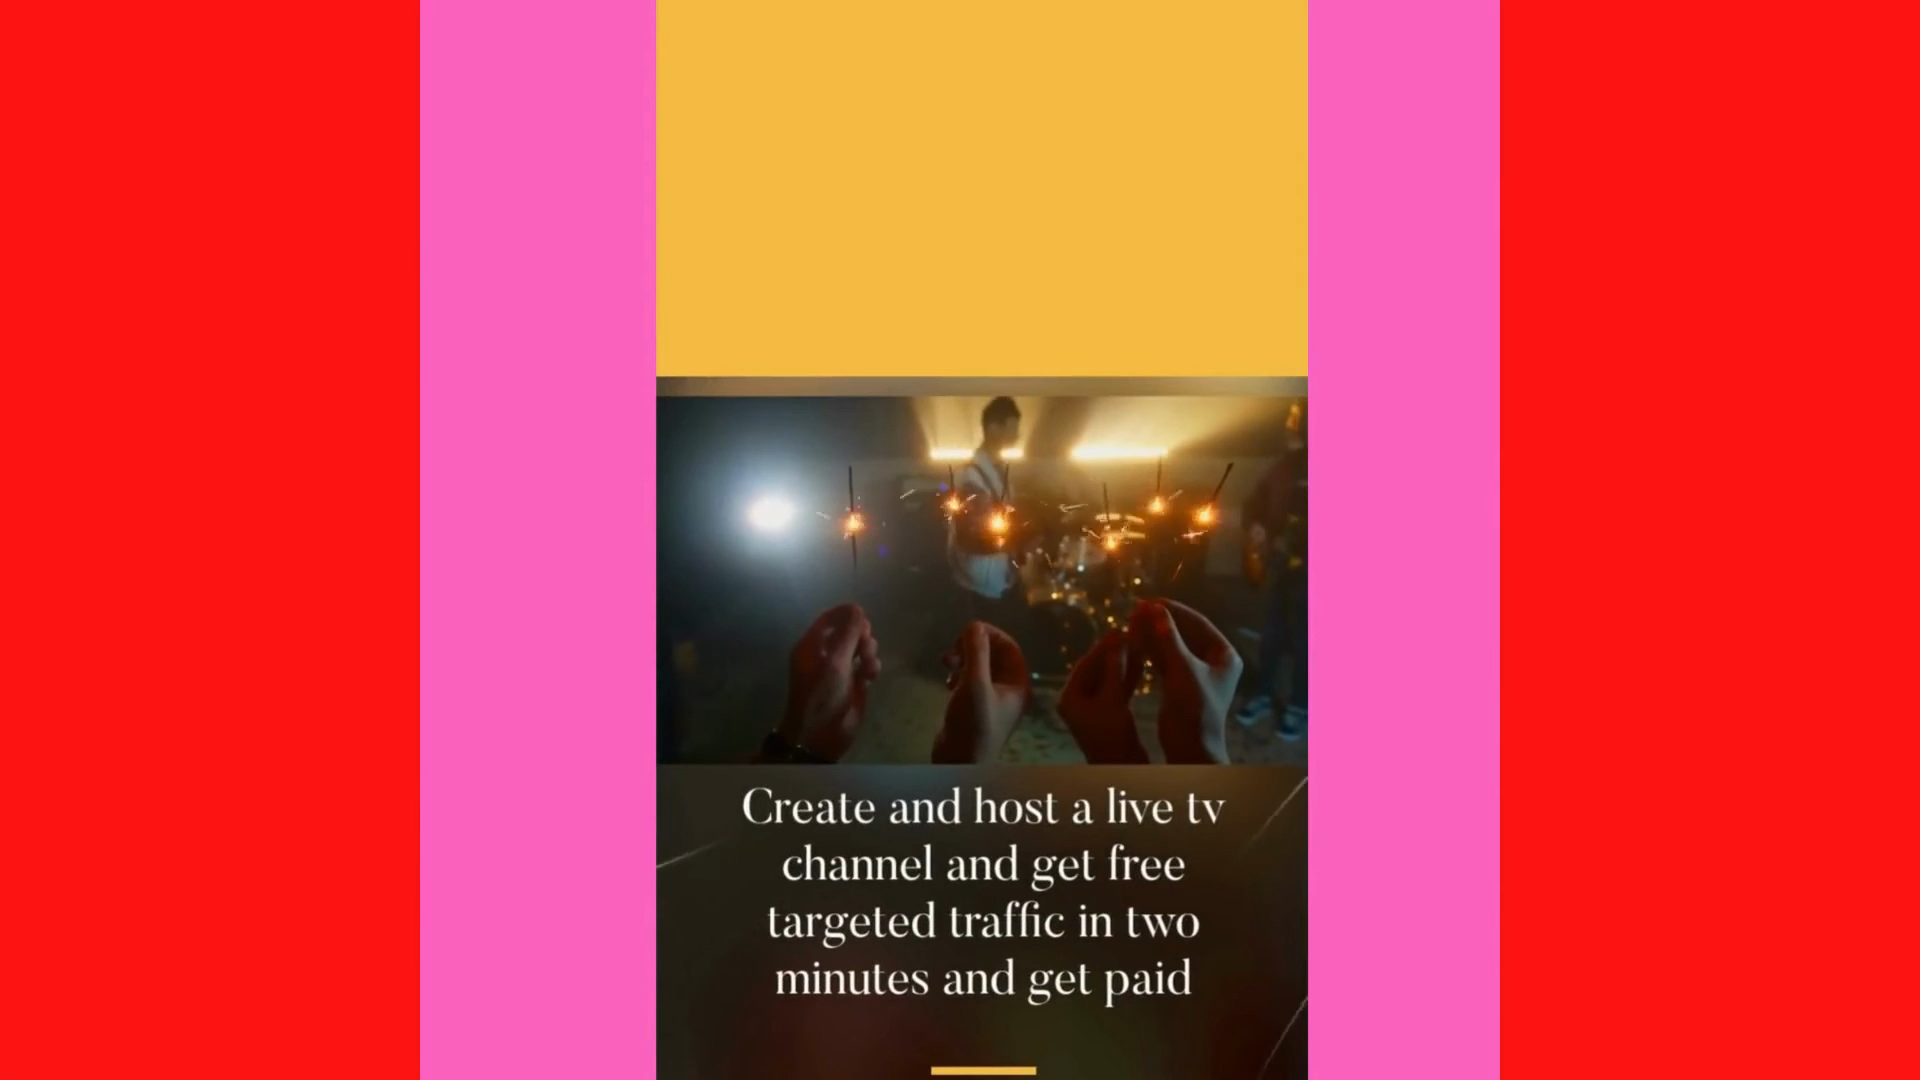 Create and host a live tv
channel and get free
targeted traffic in two
minutes and get paid